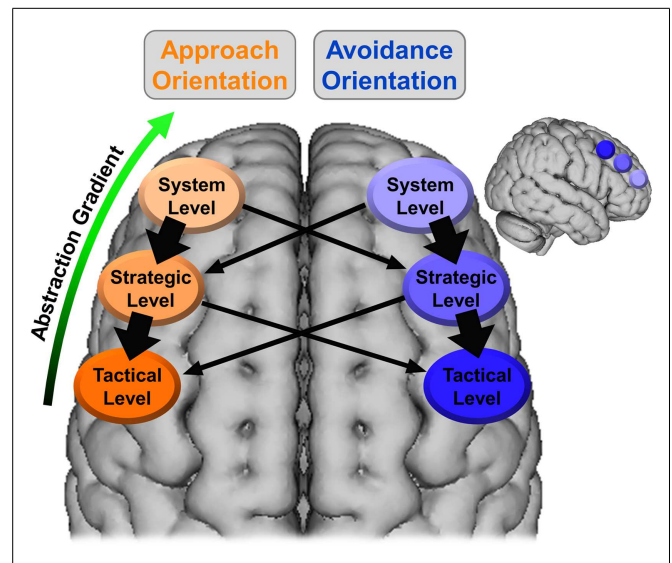 Approach
Orientation
Avoidance
Orientation
Abstraction Gradient
System
Level
System
Level
Strategic
Level
Strategic
Level
Tactical
Level
Tactical
Level